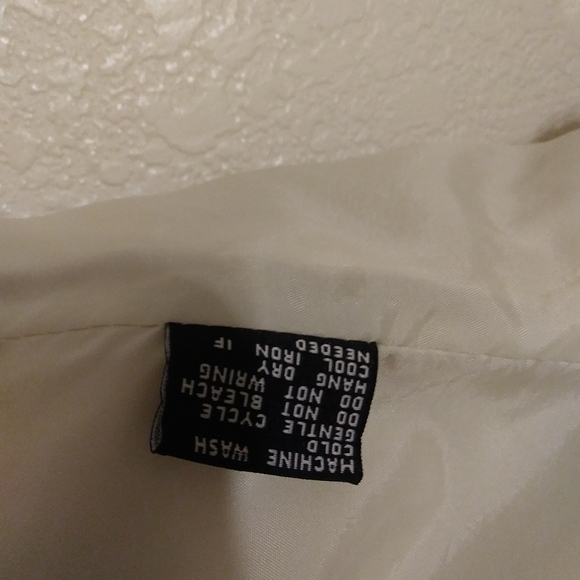 MACHINE WASH
COLD
GENTLE CYCLE
DO NOT BLEACH
DO NOT WRING
HANG DRY
COOL IRON IF
NEEDED